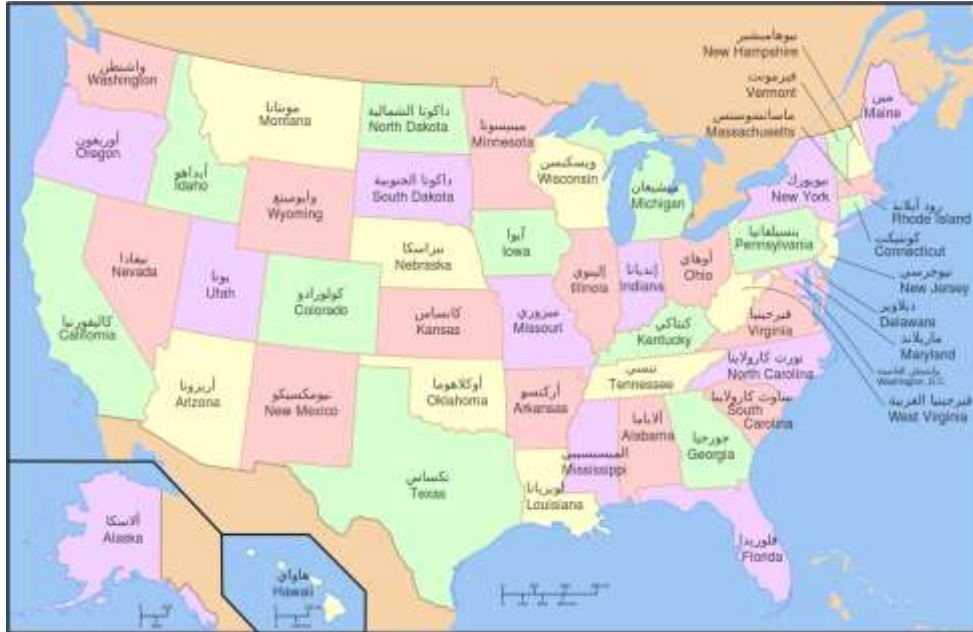 واشنطن
Washington
مونتانا
Montana
داكوتا الشمالية
North Dakota
مينيسوتا
Minnesota
نيوهامبشير
New Hampshire
فيرمونت
Vermont
ماساتشوستس
Massachusetts
مين
Maine
أوريغون
Oregon
أيداهو
Idaho
وايومينغ
Wyoming
داكوتا الجنوبية
South Dakota
ويسكنسن
Wisconsin
ميشيغان
Michigan
نيويورك
New York
رود آيلاند
Rhode Island
كونتيكت
Connecticut
نيفادا
Nevada
يوتا
Utah
كولورادو
Colorado
نبراسكا
Nebraska
آيوا
Iowa
إلينوي
Illinois
إنديانا
Indiana
أوهاي
Ohio
بنسيلفانيا
Pennsylvania
نيوجرسي
New Jersey
ديلاوير
Delaware
ماريلاند
Maryland
Washington, D.C.
فيرجينيا الغربية
West Virginia
كاليفورنيا
California
كانساس
Kansas
ميزوري
Missouri
كنتاكي
Kentucky
فيرجينيا
Virginia
أريزونا
Arizona
نيومكسيكو
New Mexico
أوكلاهوما
Oklahoma
أركنسو
Arkansas
تنسي
Tennessee
نورث كارولاينا
North Carolina
ساوث كارولاينا
South
Carolina
تكساس
Texas
لويزيانا
Louisiana
الميسيسيبي
Mississippi
ألاباما
Alabama
جورجيا
Georgia
فلوريدا
Florida
ألاسكا
Alaska
هاواي
Hawaii